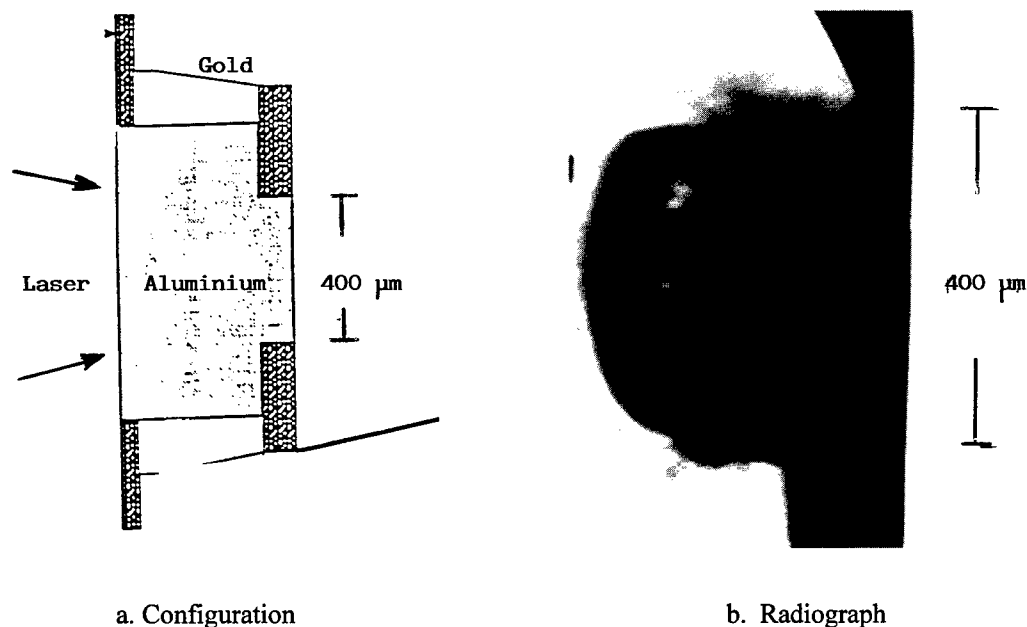 Gold
Laser
Aluminium
400 µm
400 µm
a. Configuration
b. Radiograph